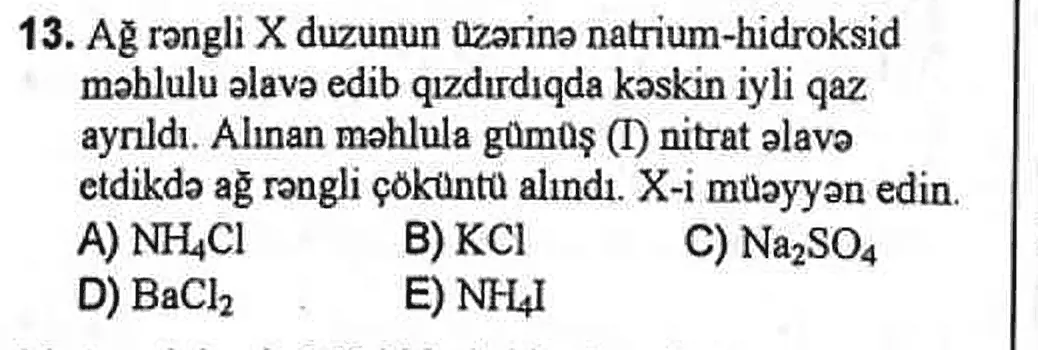 13. Ağ rəngli X duzunun üzərinə natrium-hidroksid
məhlulu əlavə edib qızdırdıqda kəskin iyli qaz
ayrıldı. Alınan məhlula gümüş (I) nitrat əlavə
etdikdə ağ rəngli çöküntü alındı. X-i müəyyən edin.
A) NH₄Cl B) KCl C) Na₂SO₄
D) BaCl₂ E) NH₄I